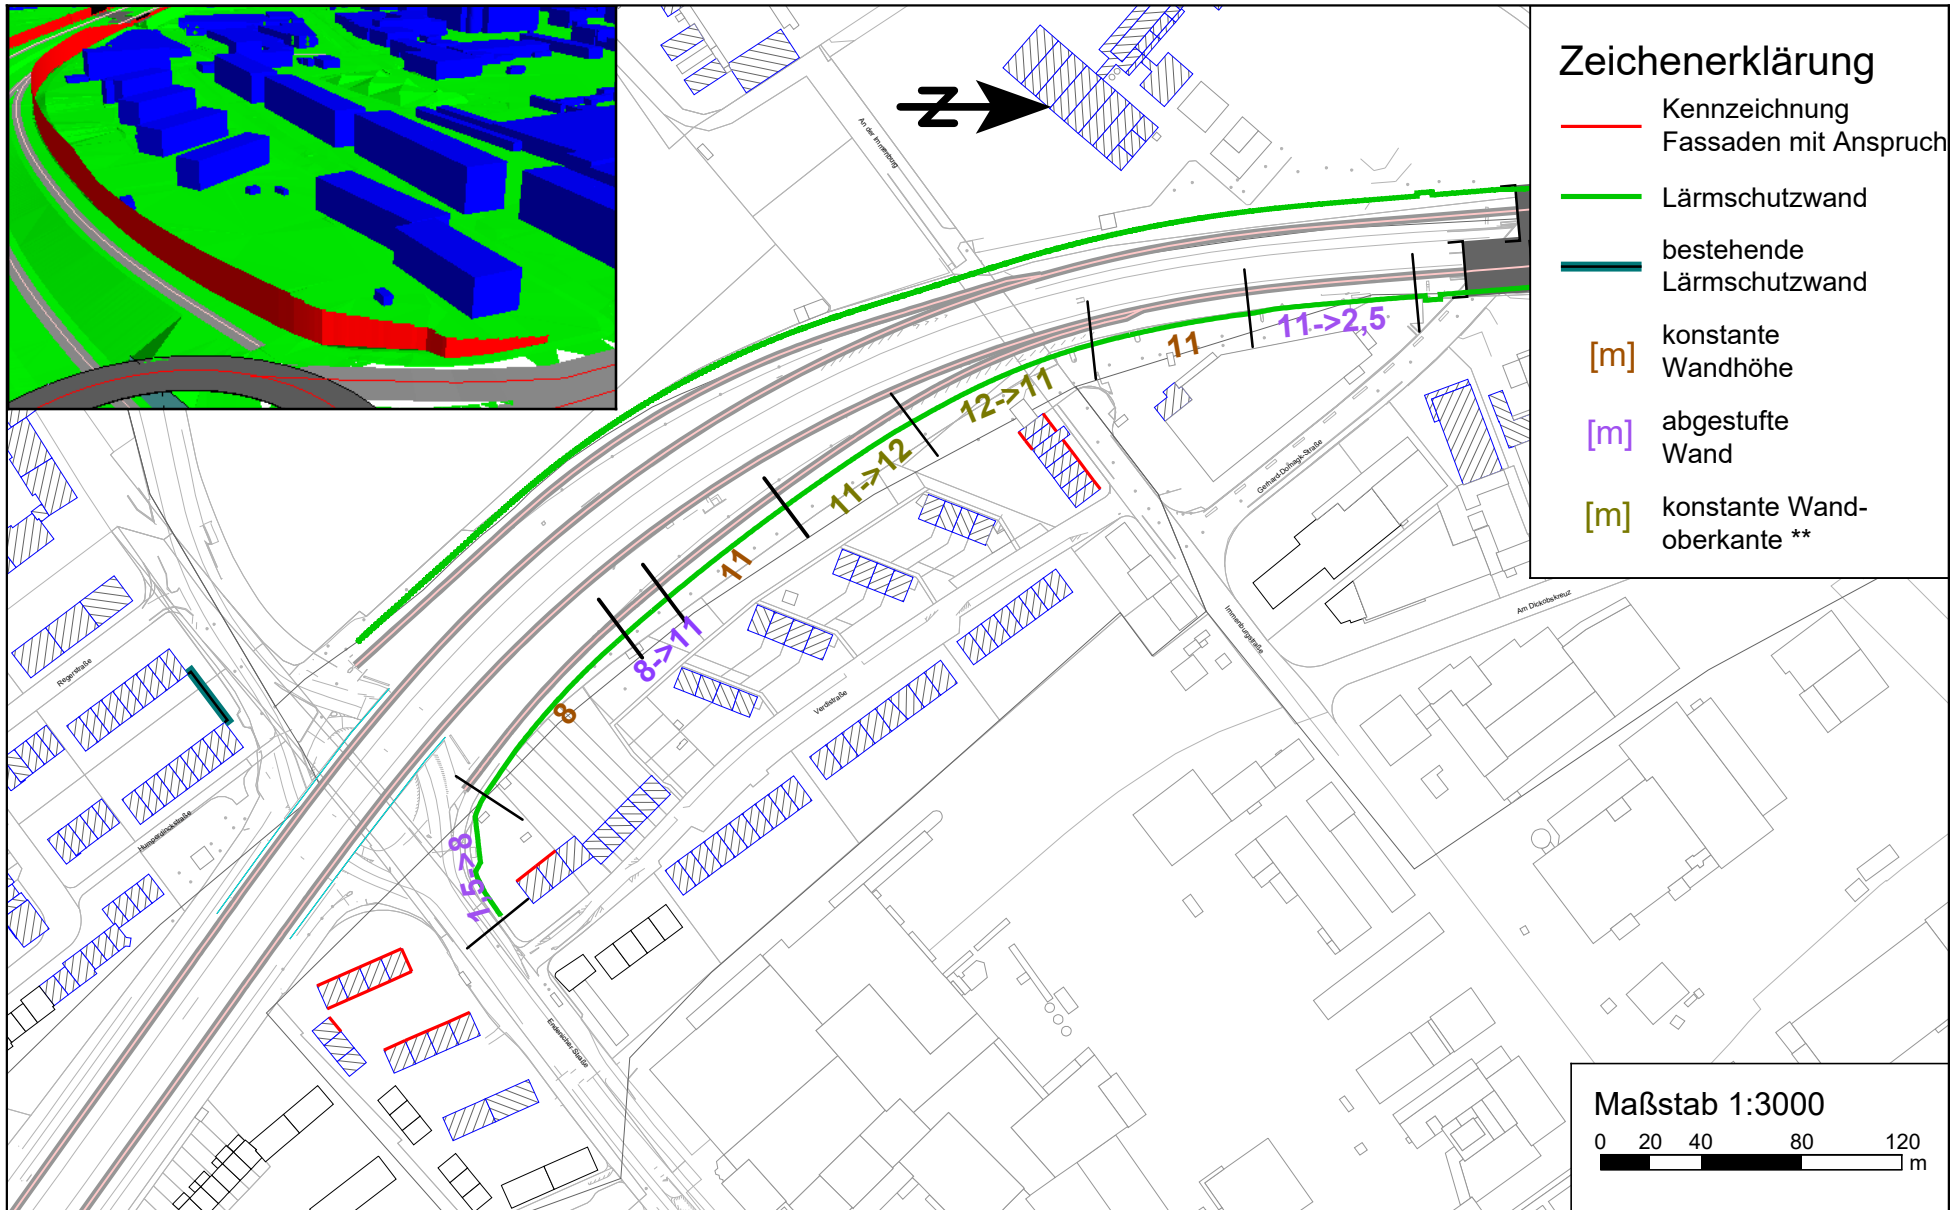 Zeichenerklärung
Kennzeichnung
Fassaden mit Anspruch
Lärmschutzwand
bestehende
Lärmschutzwand
[m] konstante
Wandhöhe
[m] abgestufte
Wand
[m] konstante Wand-
oberkante **
Z
An der Immenburg
11->2,5
11
12->11
11->12
11
8->11
8
1,5->8
Gerhard-Domagk-Straße
Am Dickobskreuz
Immenburgstraße
Verdistraße
Regerstraße
Humperdinckstraße
Endenicher Straße
Maßstab 1:3000
0 20 40 80 120
m